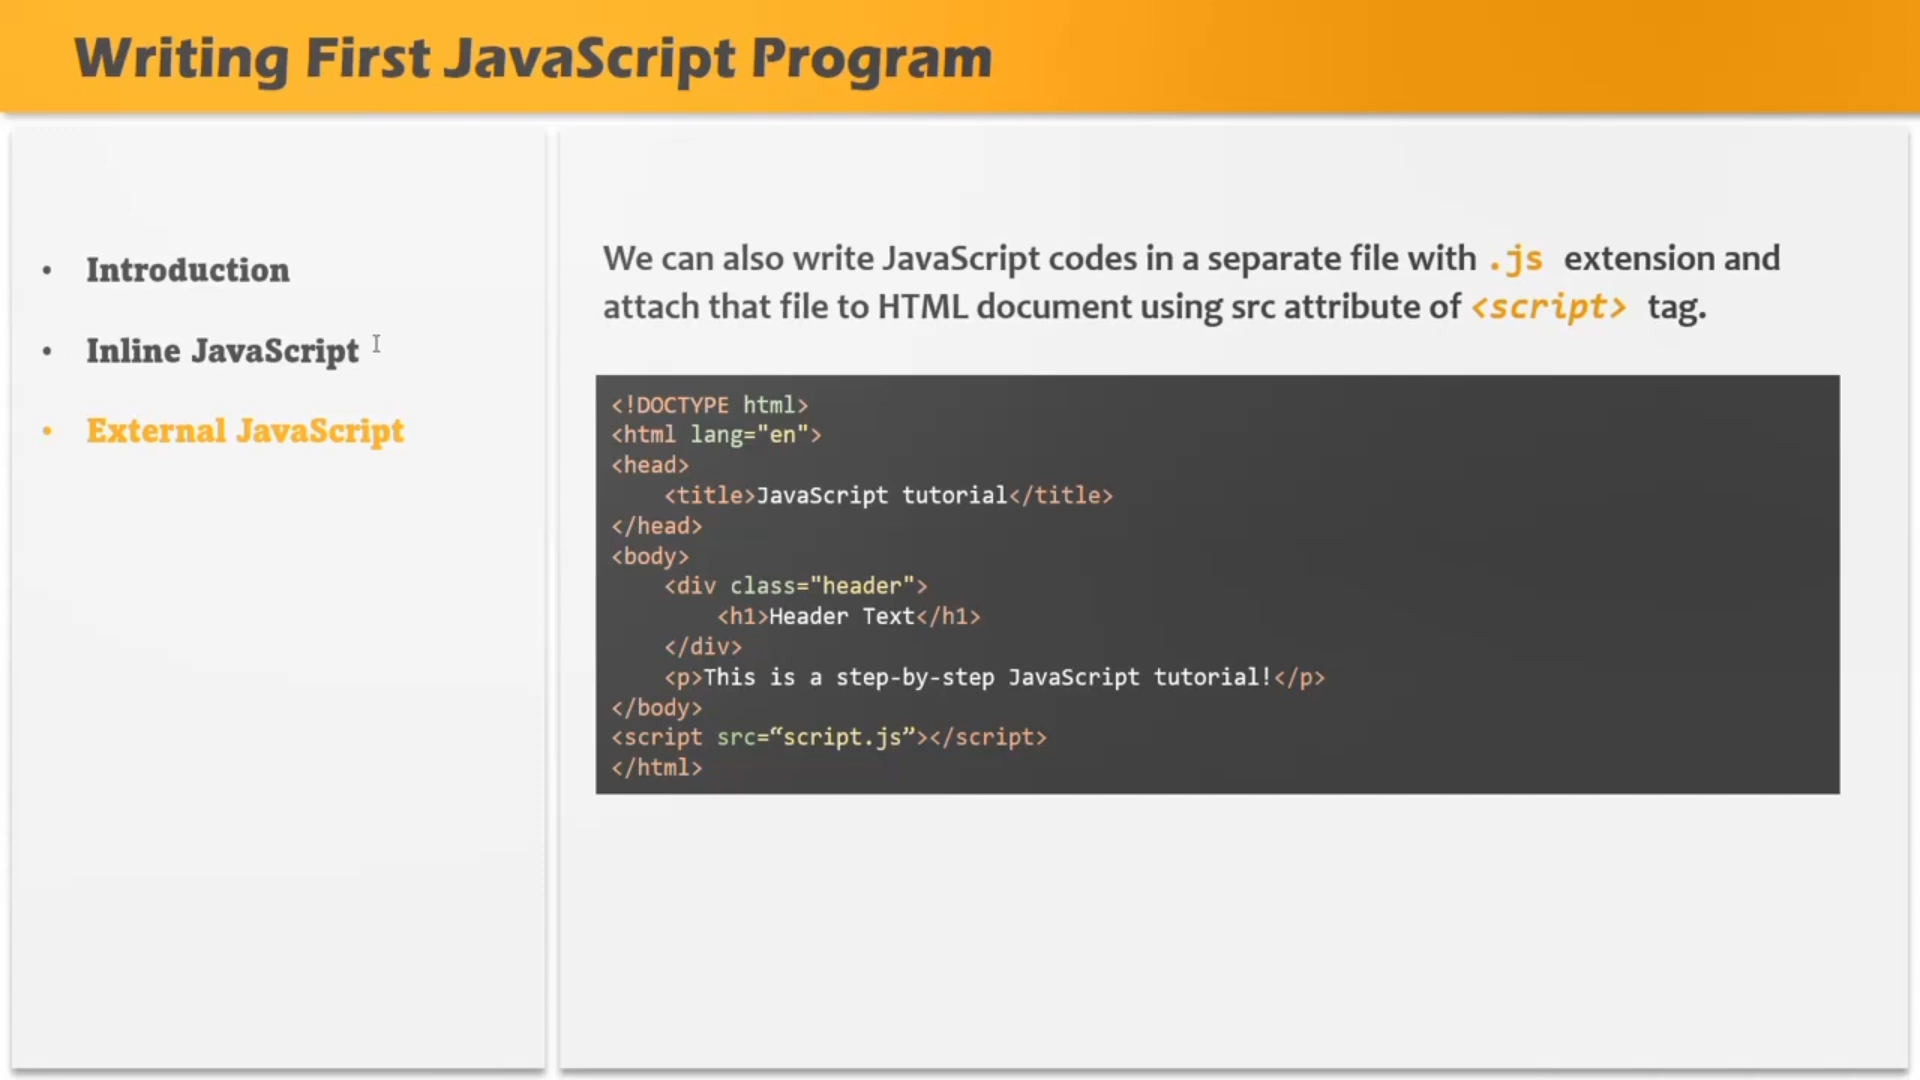 Writing First JavaScript Program
• Introduction
• Inline JavaScript
• External JavaScript
We can also write JavaScript codes in a separate file with .js extension and
attach that file to HTML document using src attribute of <script> tag.
<!DOCTYPE html>
<html lang="en">
<head>
    <title>JavaScript tutorial</title>
</head>
<body>
    <div class="header">
        <h1>Header Text</h1>
    </div>
    <p>This is a step-by-step JavaScript tutorial!</p>
</body>
<script src=“script.js”></script>
</html>